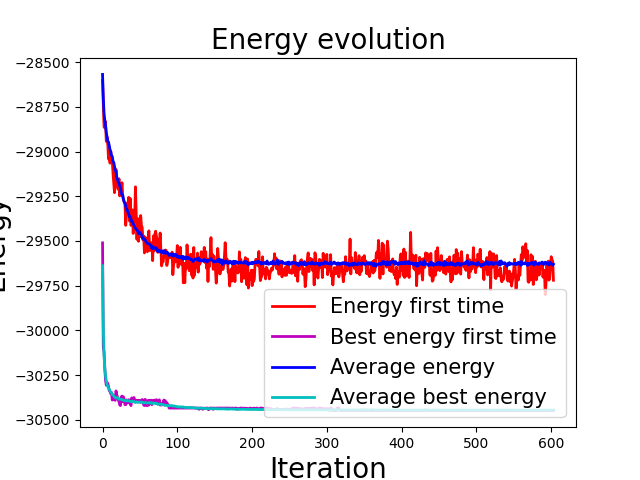 Energy evolution
−28500
−28750
−29000
−29250
−29500
−29750
−30000
−30250
−30500
Energy
0
100
200
300
400
500
600
Iteration
Energy first time
Best energy first time
Average energy
Average best energy